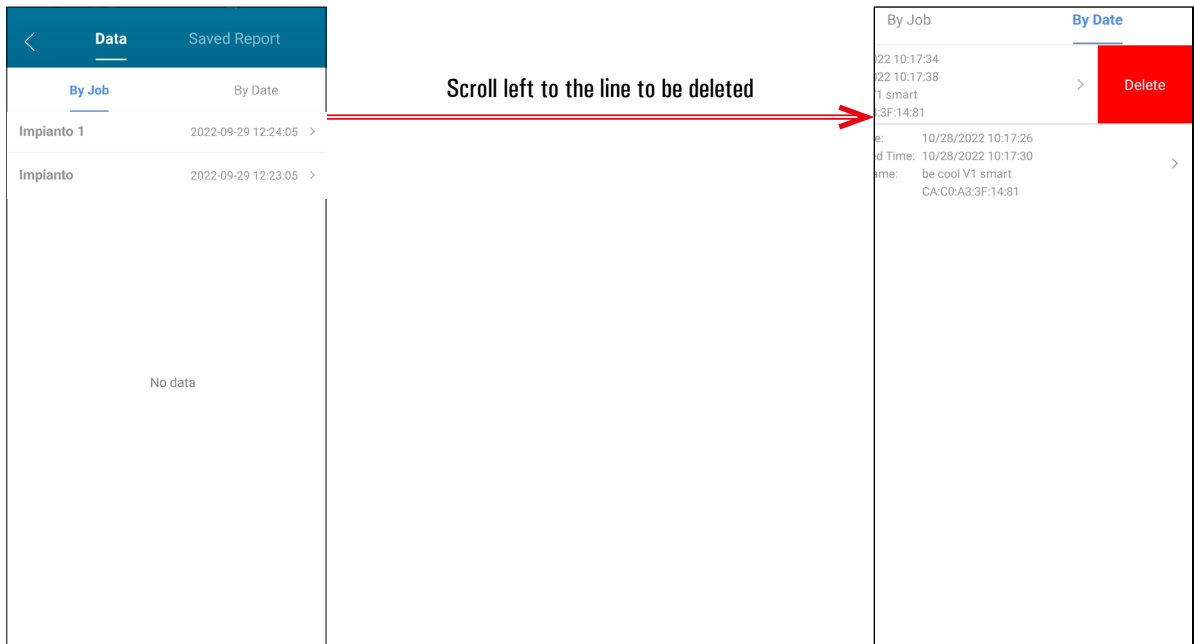 Data Saved Report
By Job By Date
Impianto 1 2022-09-29 12:24:05
Impianto 2022-09-29 12:23:05
No data
Scroll left to the line to be deleted
By Job By Date
22 10:17:34
22 10:17:38
1 smart
:3F:14:81
Delete
e: 10/28/2022 10:17:26
d Time: 10/28/2022 10:17:30
ame: be cool V1 smart
CA:C0:A3:3F:14:81